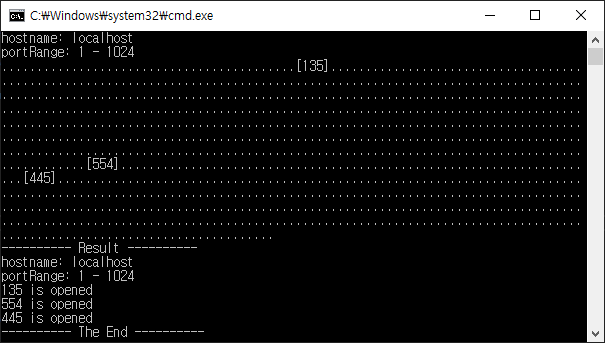 C:₩Windows₩system32₩cmd.exe
hostname: localhost
portRange: 1 - 1024
..........................................[135]....................................
...................................................................................
...................................................................................
...................................................................................
...................................................................................
...................................................................................
...................................................................................
............[554]..................................................................
...[445]...........................................................................
...................................................................................
...................................................................................
...................................................................................
.......................................
---------- Result ----------
hostname: localhost
portRange: 1 - 1024
135 is opened
554 is opened
445 is opened
---------- The End ----------